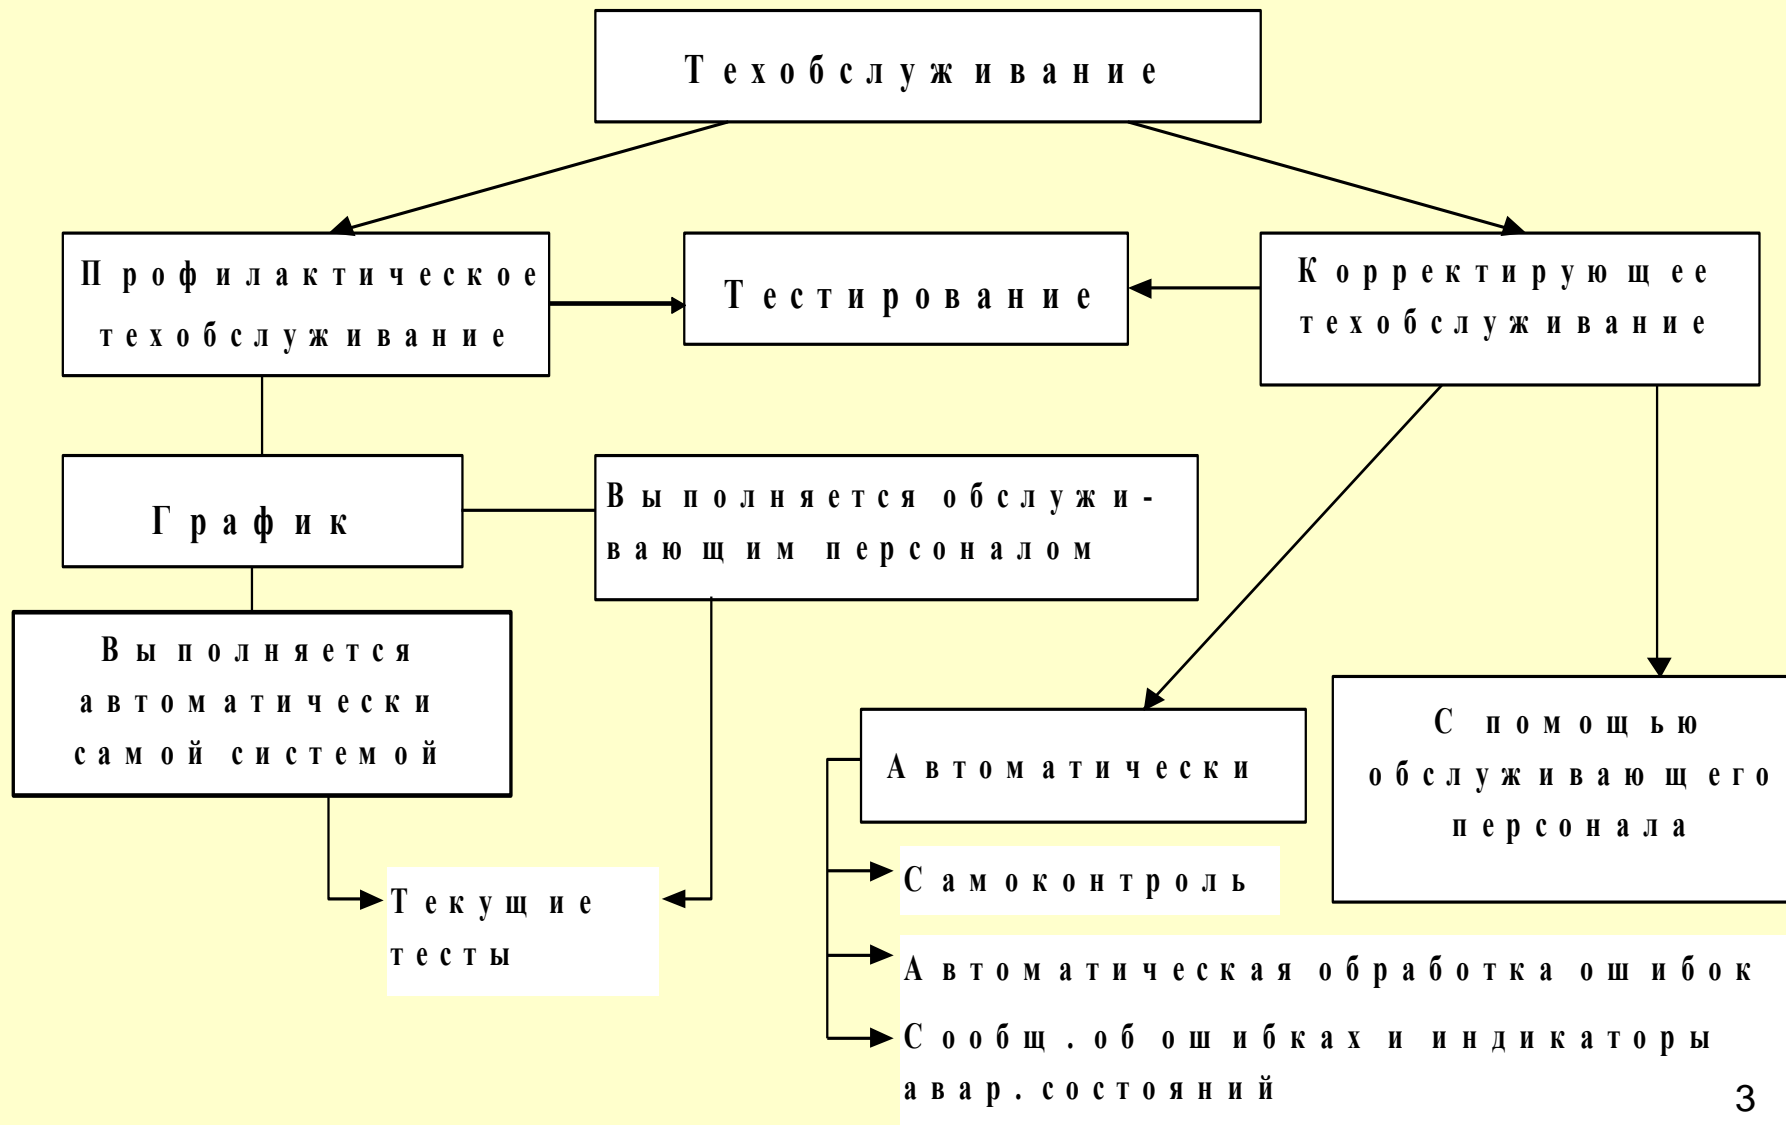 Техобслуживание
Профилактическое
техобслуживание
Тестирование
Корректирующее
техобслуживание
График
Выполняется обслужи-
вающим персоналом
Выполняется
автоматически
самой системой
Текущие
тесты
Автоматически
С помощью
обслуживающего
персонала
Самоконтроль
Автоматическая обработка ошибок
Сообщ.об ошибках и индикаторы
авар.состояний
3